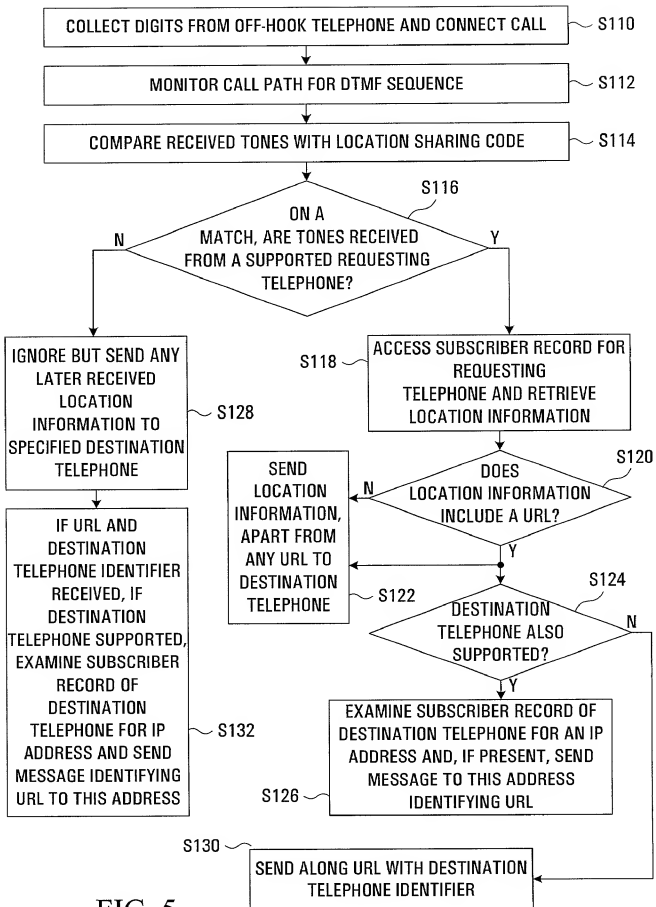 COLLECT DIGITS FROM OFF-HOOK TELEPHONE AND CONNECT CALL
S110
MONITOR CALL PATH FOR DTMF SEQUENCE
S112
COMPARE RECEIVED TONES WITH LOCATION SHARING CODE
S114
S116
ON A
MATCH, ARE TONES RECEIVED
FROM A SUPPORTED REQUESTING
TELEPHONE?
N
Y
IGNORE BUT SEND ANY
LATER RECEIVED
LOCATION
INFORMATION TO
SPECIFIED DESTINATION
TELEPHONE
S128
S118
ACCESS SUBSCRIBER RECORD FOR
REQUESTING
TELEPHONE AND RETRIEVE
LOCATION INFORMATION
S120
DOES
LOCATION INFORMATION
INCLUDE A URL?
N
Y
SEND
LOCATION
INFORMATION,
APART FROM
ANY URL TO
DESTINATION
TELEPHONE
S122
S124
DESTINATION
TELEPHONE ALSO
SUPPORTED?
N
Y
IF URL AND
DESTINATION
TELEPHONE IDENTIFIER
RECEIVED, IF
DESTINATION
TELEPHONE SUPPORTED,
EXAMINE SUBSCRIBER
RECORD OF
DESTINATION
TELEPHONE FOR IP
ADDRESS AND SEND
MESSAGE IDENTIFYING
URL TO THIS ADDRESS
S132
EXAMINE SUBSCRIBER RECORD OF
DESTINATION TELEPHONE FOR AN IP
ADDRESS AND, IF PRESENT, SEND
MESSAGE TO THIS ADDRESS
IDENTIFYING URL
S126
S130
SEND ALONG URL WITH DESTINATION
TELEPHONE IDENTIFIER
FIG. 5